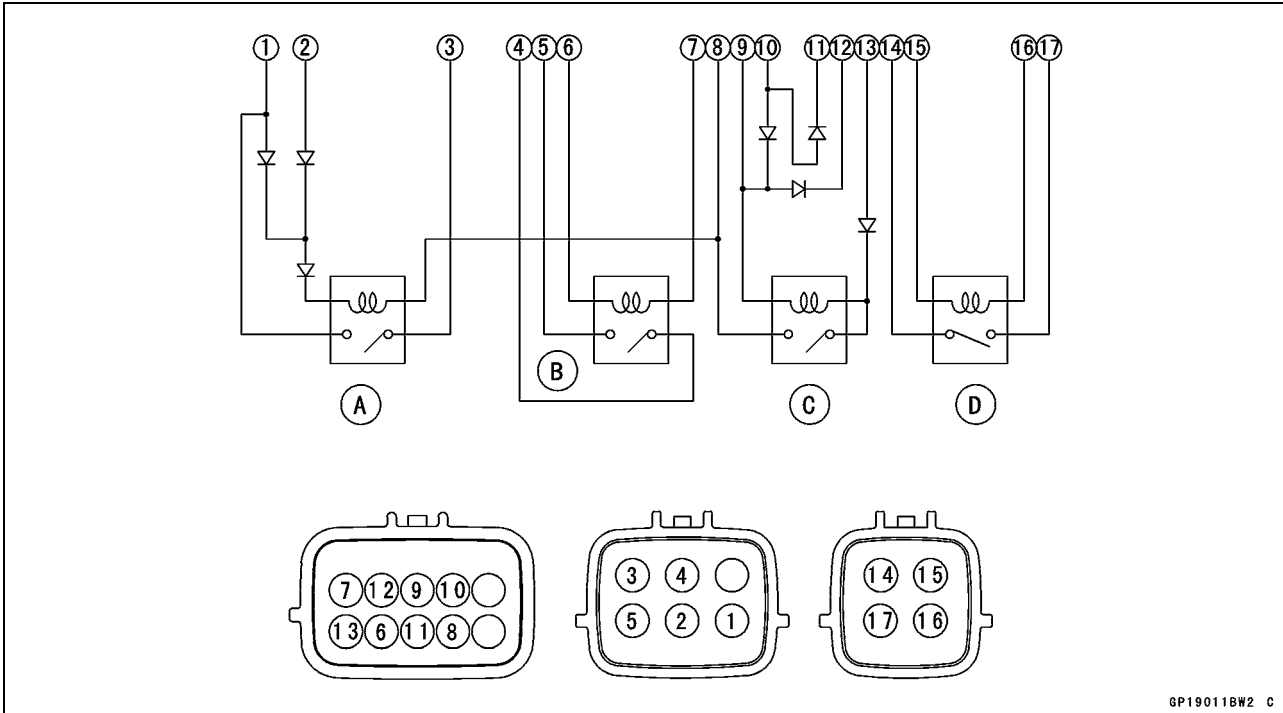 ① ② ③ ④ ⑤ ⑥ ⑦ ⑧ ⑨ ⑩ ⑪ ⑫ ⑬ ⑭ ⑮ ⑯ ⑰
A B C D
7 12 9 10
13 6 11 8
3 4
5 2 1
14 15
17 16
GP19011BW2 C